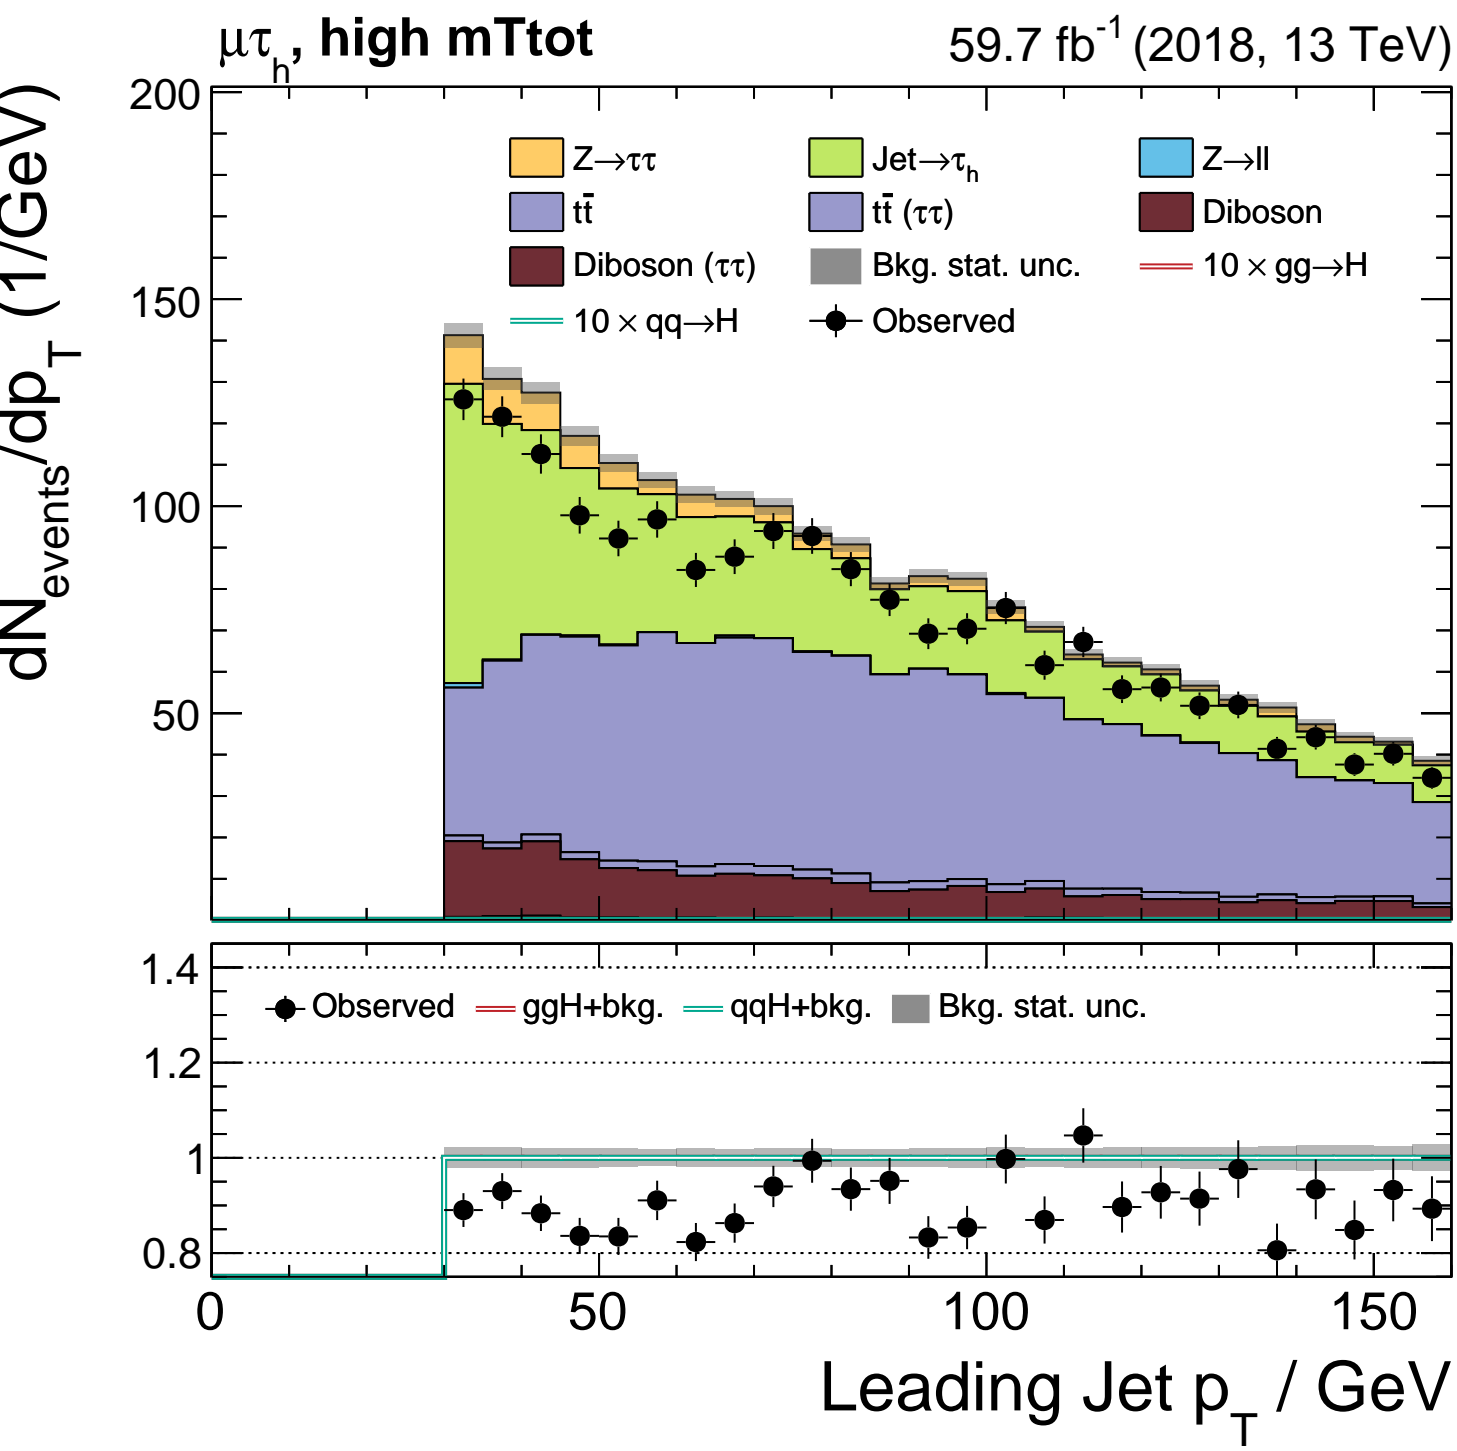 μτh, high mTtot 59.7 fb⁻¹ (2018, 13 TeV)
dNevents/dpT (1/GeV)
200
150
100
50
Z→ττ Jet→τh Z→ll
tt̄ tt̄ (ττ) Diboson
Diboson (ττ) Bkg. stat. unc. 10 × gg→H
10 × qq→H Observed
1.4
1.2
1
0.8
Observed ggH+bkg. qqH+bkg. Bkg. stat. unc.
0 50 100 150
Leading Jet pT / GeV